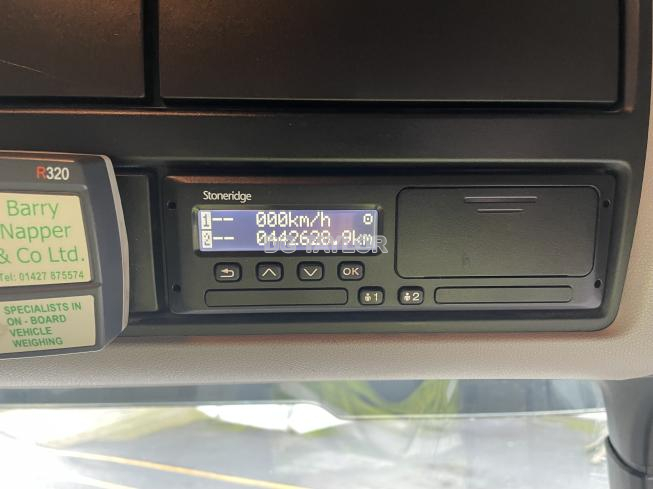 R320
Barry
Napper
& Co Ltd.
Tel: 01427 875574
SPECIALISTS IN
ON - BOARD
VEHICLE
WEIGHING
Stoneridge
1-- 000km/h
2-- 0442628.9km
OK
1
2